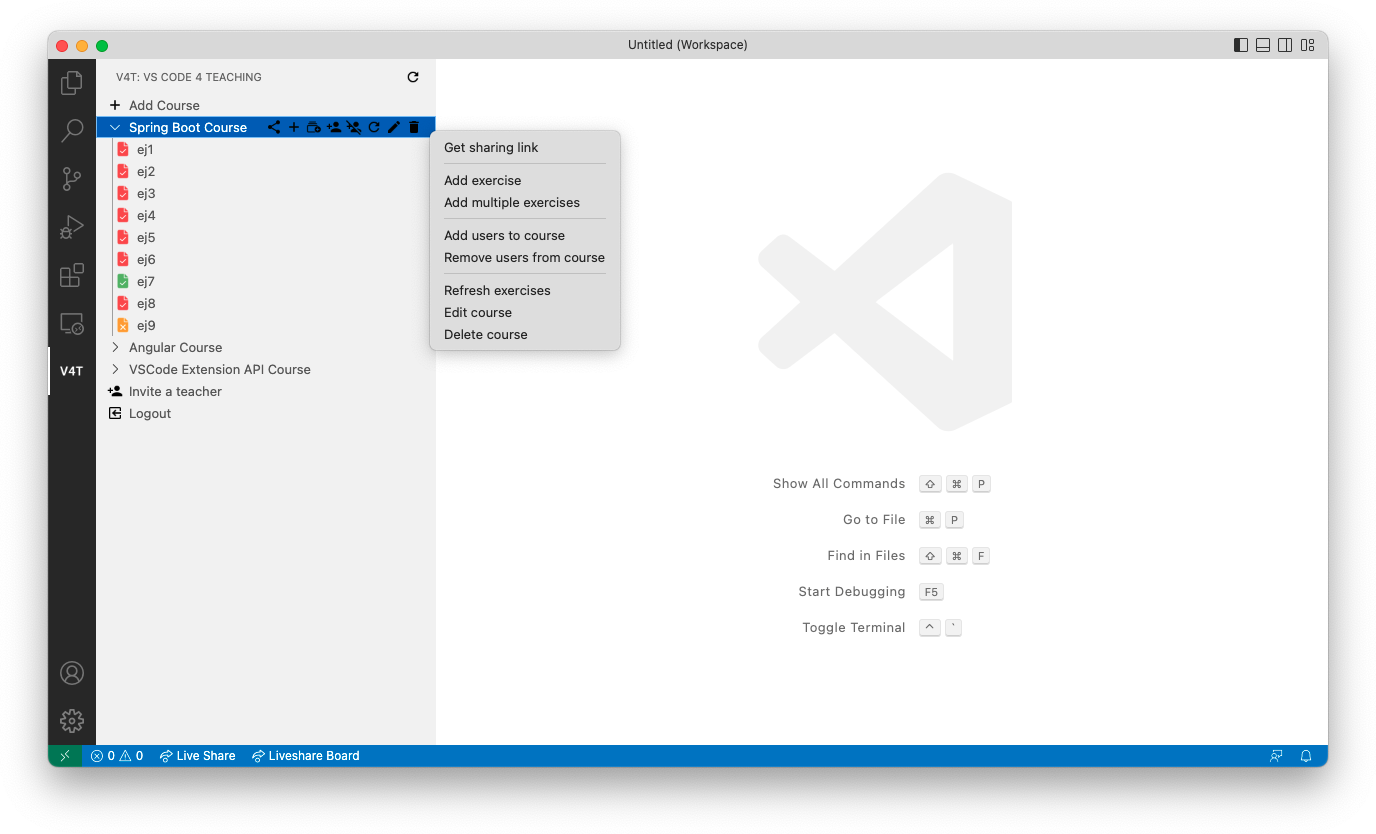 Untitled (Workspace)
V4T: VS CODE 4 TEACHING
Add Course
Spring Boot Course
ej1
ej2
ej3
ej4
ej5
ej6
ej7
ej8
ej9
Angular Course
VSCode Extension API Course
Invite a teacher
Logout
V4T
Get sharing link
Add exercise
Add multiple exercises
Add users to course
Remove users from course
Refresh exercises
Edit course
Delete course
Show All Commands ⇧ ⌘ P
Go to File ⌘ P
Find in Files ⇧ ⌘ F
Start Debugging F5
Toggle Terminal ^ `
0 0 Live Share Liveshare Board